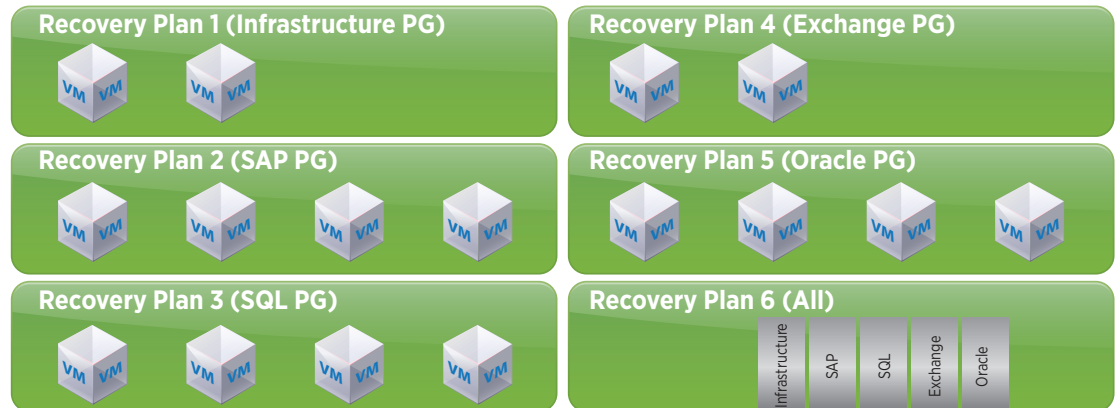 Recovery Plan 1 (Infrastructure PG)
VM VM VM VM
Recovery Plan 4 (Exchange PG)
VM VM VM VM
Recovery Plan 2 (SAP PG)
VM VM VM VM VM VM VM VM
Recovery Plan 5 (Oracle PG)
VM VM VM VM VM VM VM VM
Recovery Plan 3 (SQL PG)
VM VM VM VM VM VM VM VM
Recovery Plan 6 (All)
Infrastructure
SAP
SQL
Exchange
Oracle